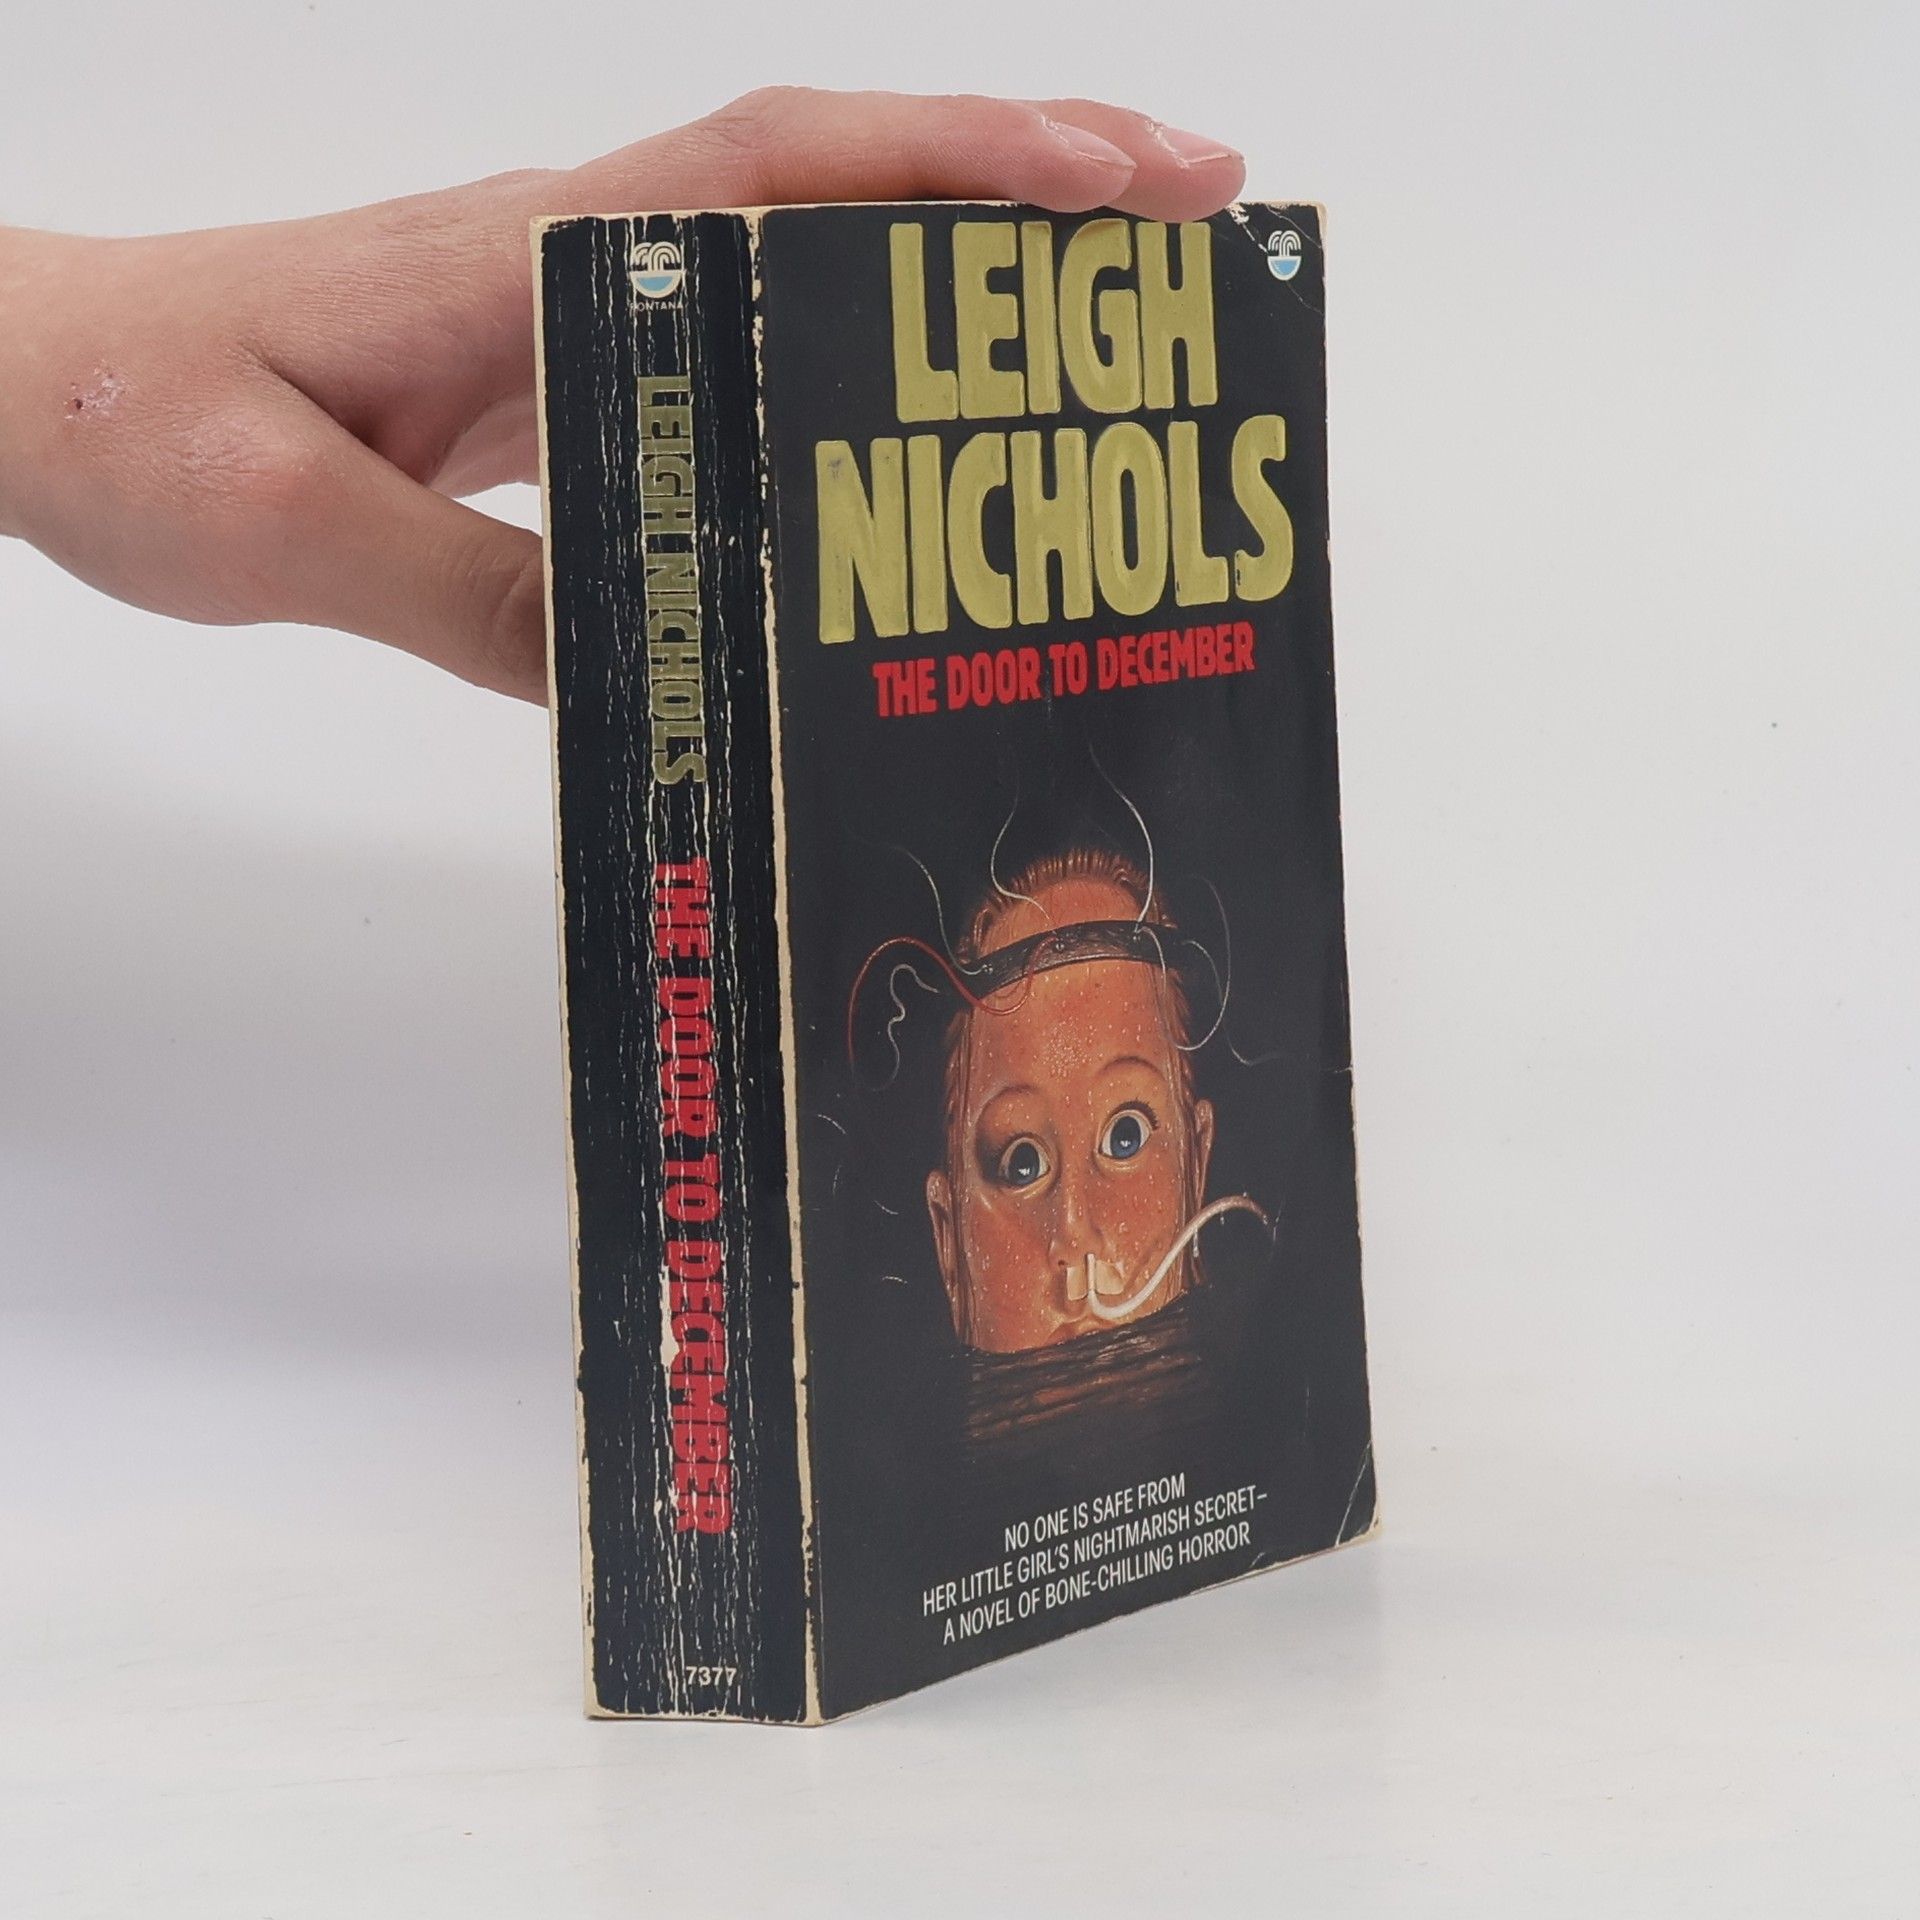 FONTANA
LEIGH NICHOLS
THE DOOR TO DECEMBER
7377
LEIGH
NICHOLS
THE DOOR TO DECEMBER
NO ONE IS SAFE FROM
HER LITTLE GIRL'S NIGHTMARISH SECRET–
A NOVEL OF BONE-CHILLING HORROR